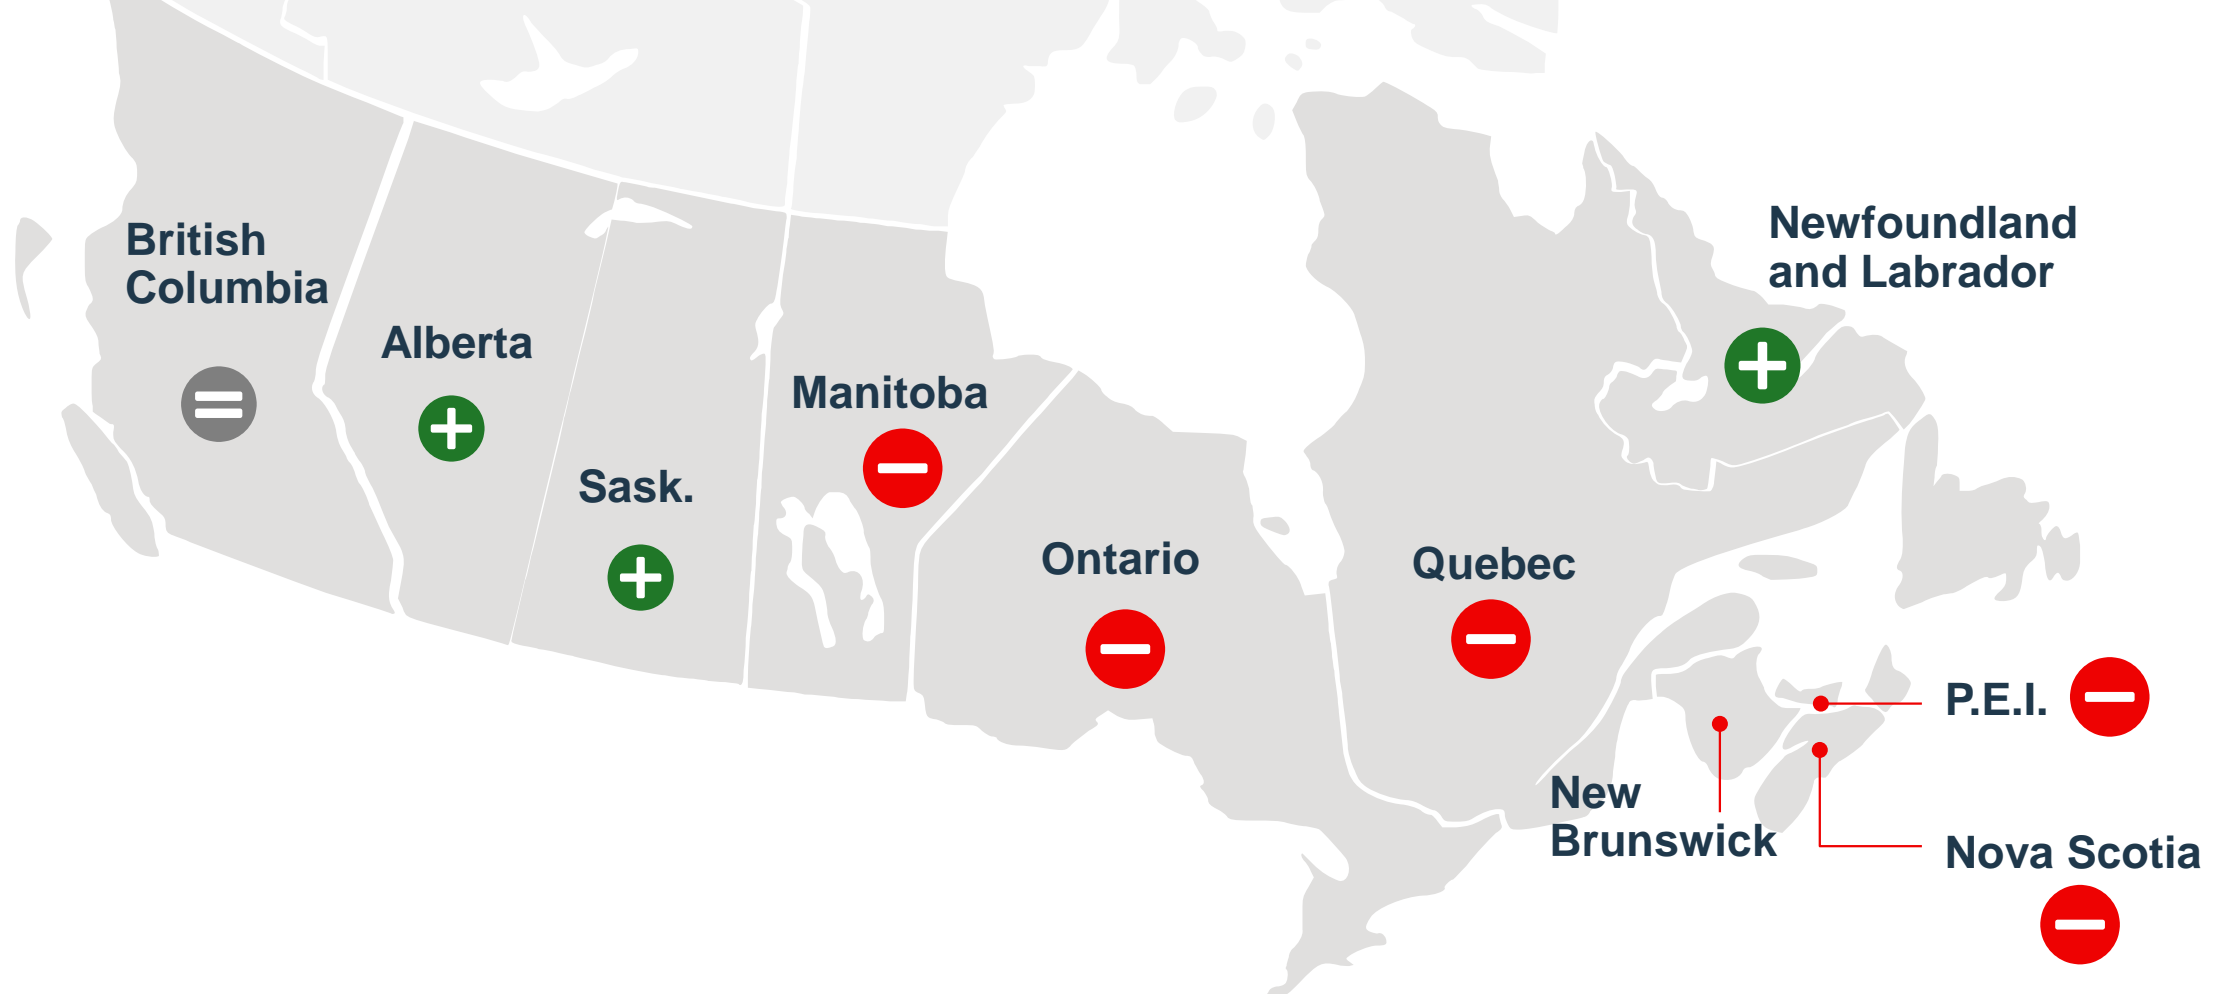 British
Columbia
Alberta
Sask.
Manitoba
Ontario
Quebec
Newfoundland
and Labrador
P.E.I.
New
Brunswick
Nova Scotia